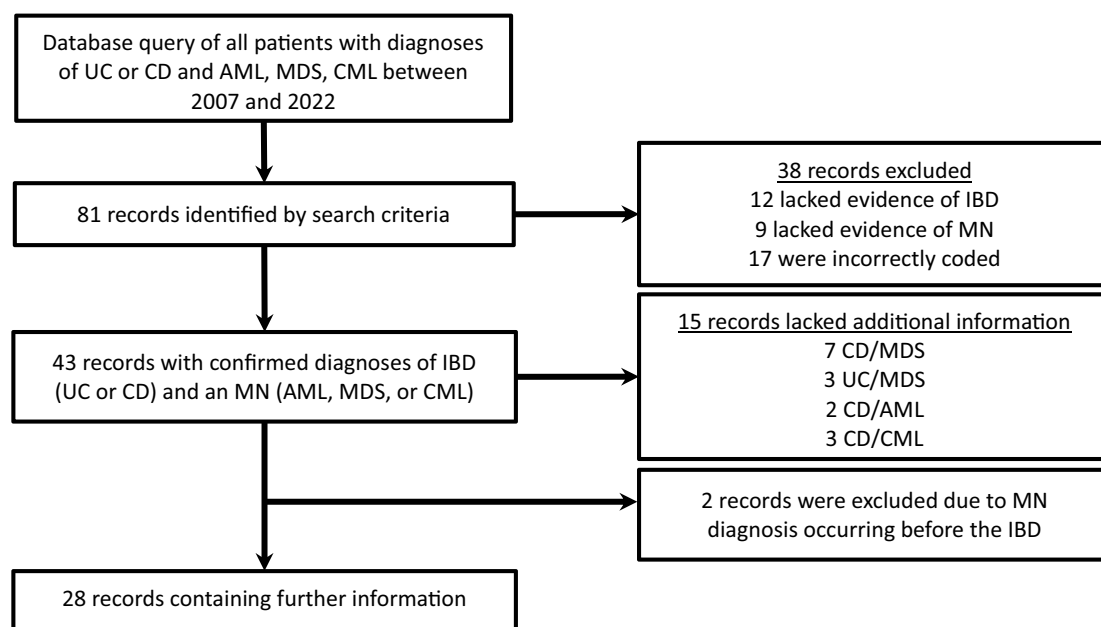 Database query of all patients with diagnoses
of UC or CD and AML, MDS, CML between
2007 and 2022
81 records identified by search criteria
38 records excluded
12 lacked evidence of IBD
9 lacked evidence of MN
17 were incorrectly coded
43 records with confirmed diagnoses of IBD
(UC or CD) and an MN (AML, MDS, or CML)
15 records lacked additional information
7 CD/MDS
3 UC/MDS
2 CD/AML
3 CD/CML
2 records were excluded due to MN
diagnosis occurring before the IBD
28 records containing further information